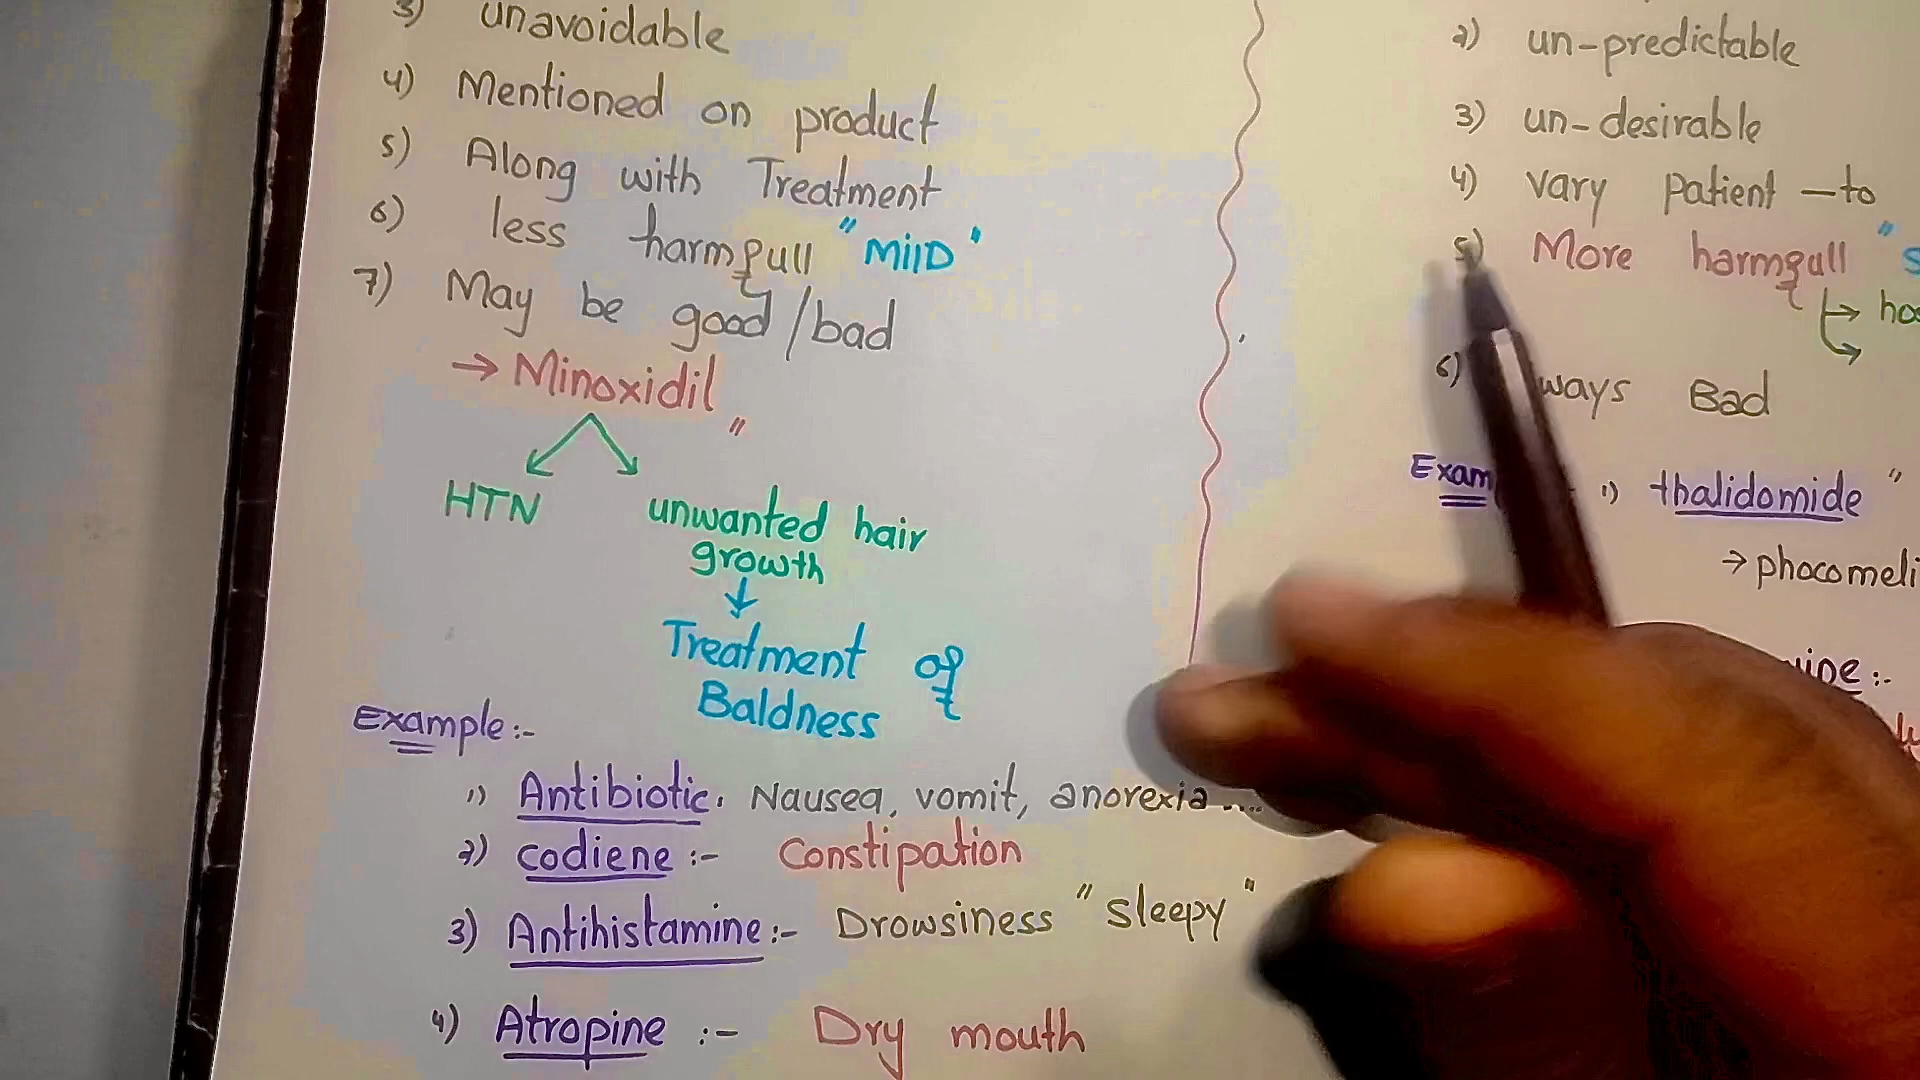 3) unavoidable
4) Mentioned on product
5) Along with Treatment
6) less harmfull "MilD"
7) May be good/bad
→ Minoxidil "
HTN
unwanted hair
growth
Treatment of
Baldness
Example:-
1) Antibiotic. Nausea, vomit, anorexia ...
2) codiene :- Constipation
3) Antihistamine:- Drowsiness "sleepy"
4) Atropine :- Dry mouth
2) un-predictable
3) un-desirable
4) vary patient -to
5) More harmfull "S
→ ho
6) ways Bad
Exam 1) thalidomide "
→ phocomeli
ine:-